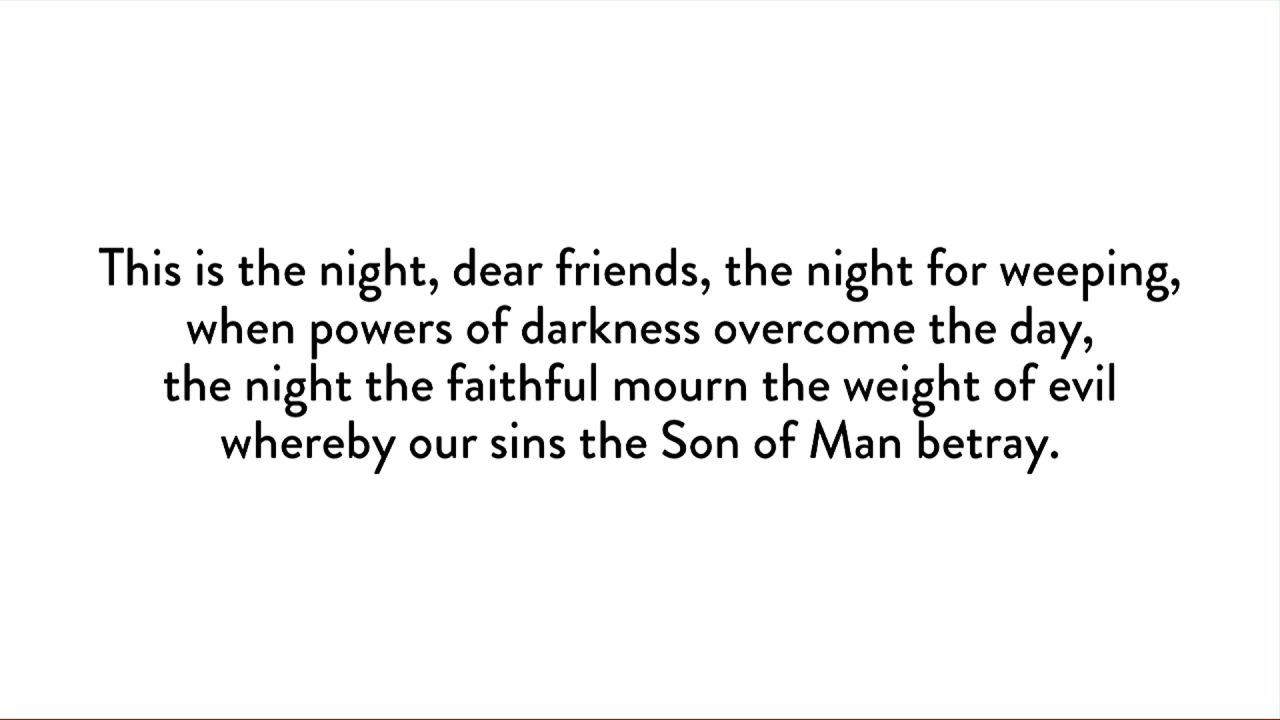 This is the night, dear friends, the night for weeping,
when powers of darkness overcome the day,
the night the faithful mourn the weight of evil
whereby our sins the Son of Man betray.